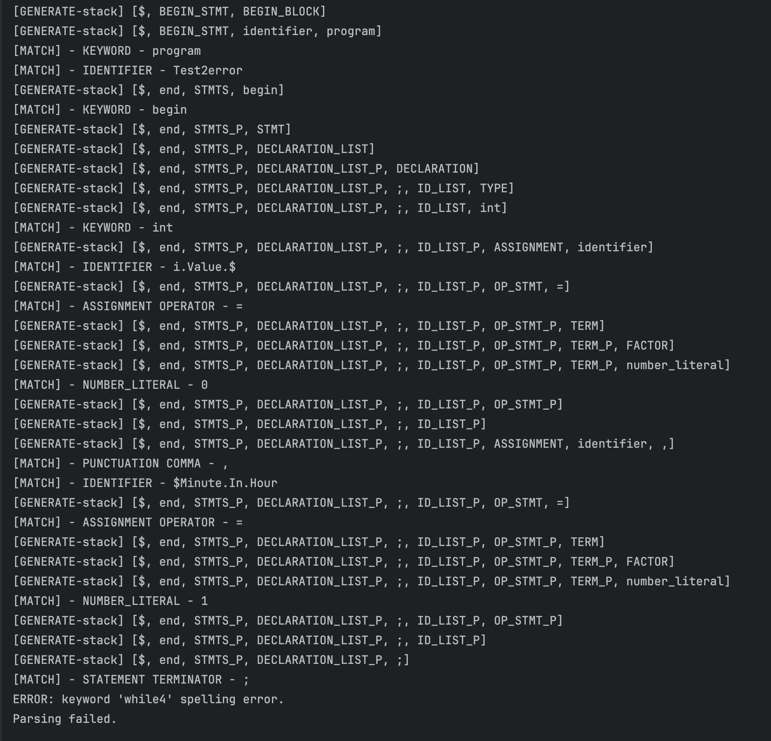 [GENERATE-stack] [$, BEGIN_STMT, BEGIN_BLOCK]
[GENERATE-stack] [$, BEGIN_STMT, identifier, program]
[MATCH] - KEYWORD - program
[MATCH] - IDENTIFIER - Test2error
[GENERATE-stack] [$, end, STMTS, begin]
[MATCH] - KEYWORD - begin
[GENERATE-stack] [$, end, STMTS_P, STMT]
[GENERATE-stack] [$, end, STMTS_P, DECLARATION_LIST]
[GENERATE-stack] [$, end, STMTS_P, DECLARATION_LIST_P, DECLARATION]
[GENERATE-stack] [$, end, STMTS_P, DECLARATION_LIST_P, ;, ID_LIST, TYPE]
[GENERATE-stack] [$, end, STMTS_P, DECLARATION_LIST_P, ;, ID_LIST, int]
[MATCH] - KEYWORD - int
[GENERATE-stack] [$, end, STMTS_P, DECLARATION_LIST_P, ;, ID_LIST_P, ASSIGNMENT, identifier]
[MATCH] - IDENTIFIER - i.Value.$
[GENERATE-stack] [$, end, STMTS_P, DECLARATION_LIST_P, ;, ID_LIST_P, OP_STMT, =]
[MATCH] - ASSIGNMENT OPERATOR - =
[GENERATE-stack] [$, end, STMTS_P, DECLARATION_LIST_P, ;, ID_LIST_P, OP_STMT_P, TERM]
[GENERATE-stack] [$, end, STMTS_P, DECLARATION_LIST_P, ;, ID_LIST_P, OP_STMT_P, TERM_P, FACTOR]
[GENERATE-stack] [$, end, STMTS_P, DECLARATION_LIST_P, ;, ID_LIST_P, OP_STMT_P, TERM_P, number_literal]
[MATCH] - NUMBER_LITERAL - 0
[GENERATE-stack] [$, end, STMTS_P, DECLARATION_LIST_P, ;, ID_LIST_P, OP_STMT_P]
[GENERATE-stack] [$, end, STMTS_P, DECLARATION_LIST_P, ;, ID_LIST_P]
[GENERATE-stack] [$, end, STMTS_P, DECLARATION_LIST_P, ;, ID_LIST_P, ASSIGNMENT, identifier, ,]
[MATCH] - PUNCTUATION COMMA - ,
[MATCH] - IDENTIFIER - $Minute.In.Hour
[GENERATE-stack] [$, end, STMTS_P, DECLARATION_LIST_P, ;, ID_LIST_P, OP_STMT, =]
[MATCH] - ASSIGNMENT OPERATOR - =
[GENERATE-stack] [$, end, STMTS_P, DECLARATION_LIST_P, ;, ID_LIST_P, OP_STMT_P, TERM]
[GENERATE-stack] [$, end, STMTS_P, DECLARATION_LIST_P, ;, ID_LIST_P, OP_STMT_P, TERM_P, FACTOR]
[GENERATE-stack] [$, end, STMTS_P, DECLARATION_LIST_P, ;, ID_LIST_P, OP_STMT_P, TERM_P, number_literal]
[MATCH] - NUMBER_LITERAL - 1
[GENERATE-stack] [$, end, STMTS_P, DECLARATION_LIST_P, ;, ID_LIST_P, OP_STMT_P]
[GENERATE-stack] [$, end, STMTS_P, DECLARATION_LIST_P, ;, ID_LIST_P]
[GENERATE-stack] [$, end, STMTS_P, DECLARATION_LIST_P, ;]
[MATCH] - STATEMENT TERMINATOR - ;
ERROR: keyword 'while4' spelling error.
Parsing failed.